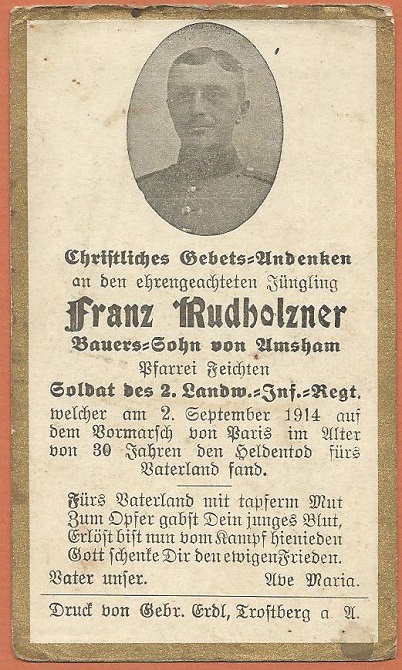 Christliches Gebets-Andenken
an den ehrengeachteten Jüngling
Franz Rudholzner
Bauers-Sohn von Amsham
Pfarrei Feichten
Soldat des 2. Landw.-Inf.-Regt.
welcher am 2. September 1914 auf
dem Vormarsch von Paris im Alter
von 30 Jahren den Heldentod fürs
Vaterland fand.
Fürs Vaterland mit tapferm Mut
Zum Opfer gabst Dein junges Blut,
Erlöst bist nun vom Kampf hienieden
Gott schenke Dir den ewigen Frieden.
Vater unser. Ave Maria.
Druck von Gebr. Erdl, Trostberg a A.